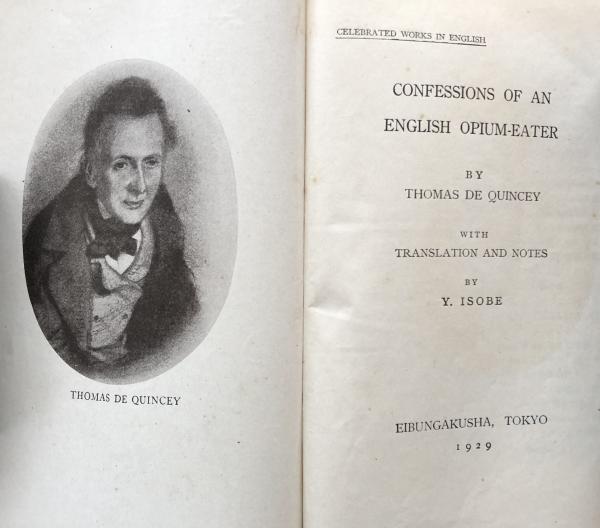 THOMAS DE QUINCEY
CELEBRATED WORKS IN ENGLISH
CONFESSIONS OF AN
ENGLISH OPIUM-EATER
BY
THOMAS DE QUINCEY
WITH
TRANSLATION AND NOTES
BY
Y. ISOBE
EIBUNGAKUSHA, TOKYO
1929